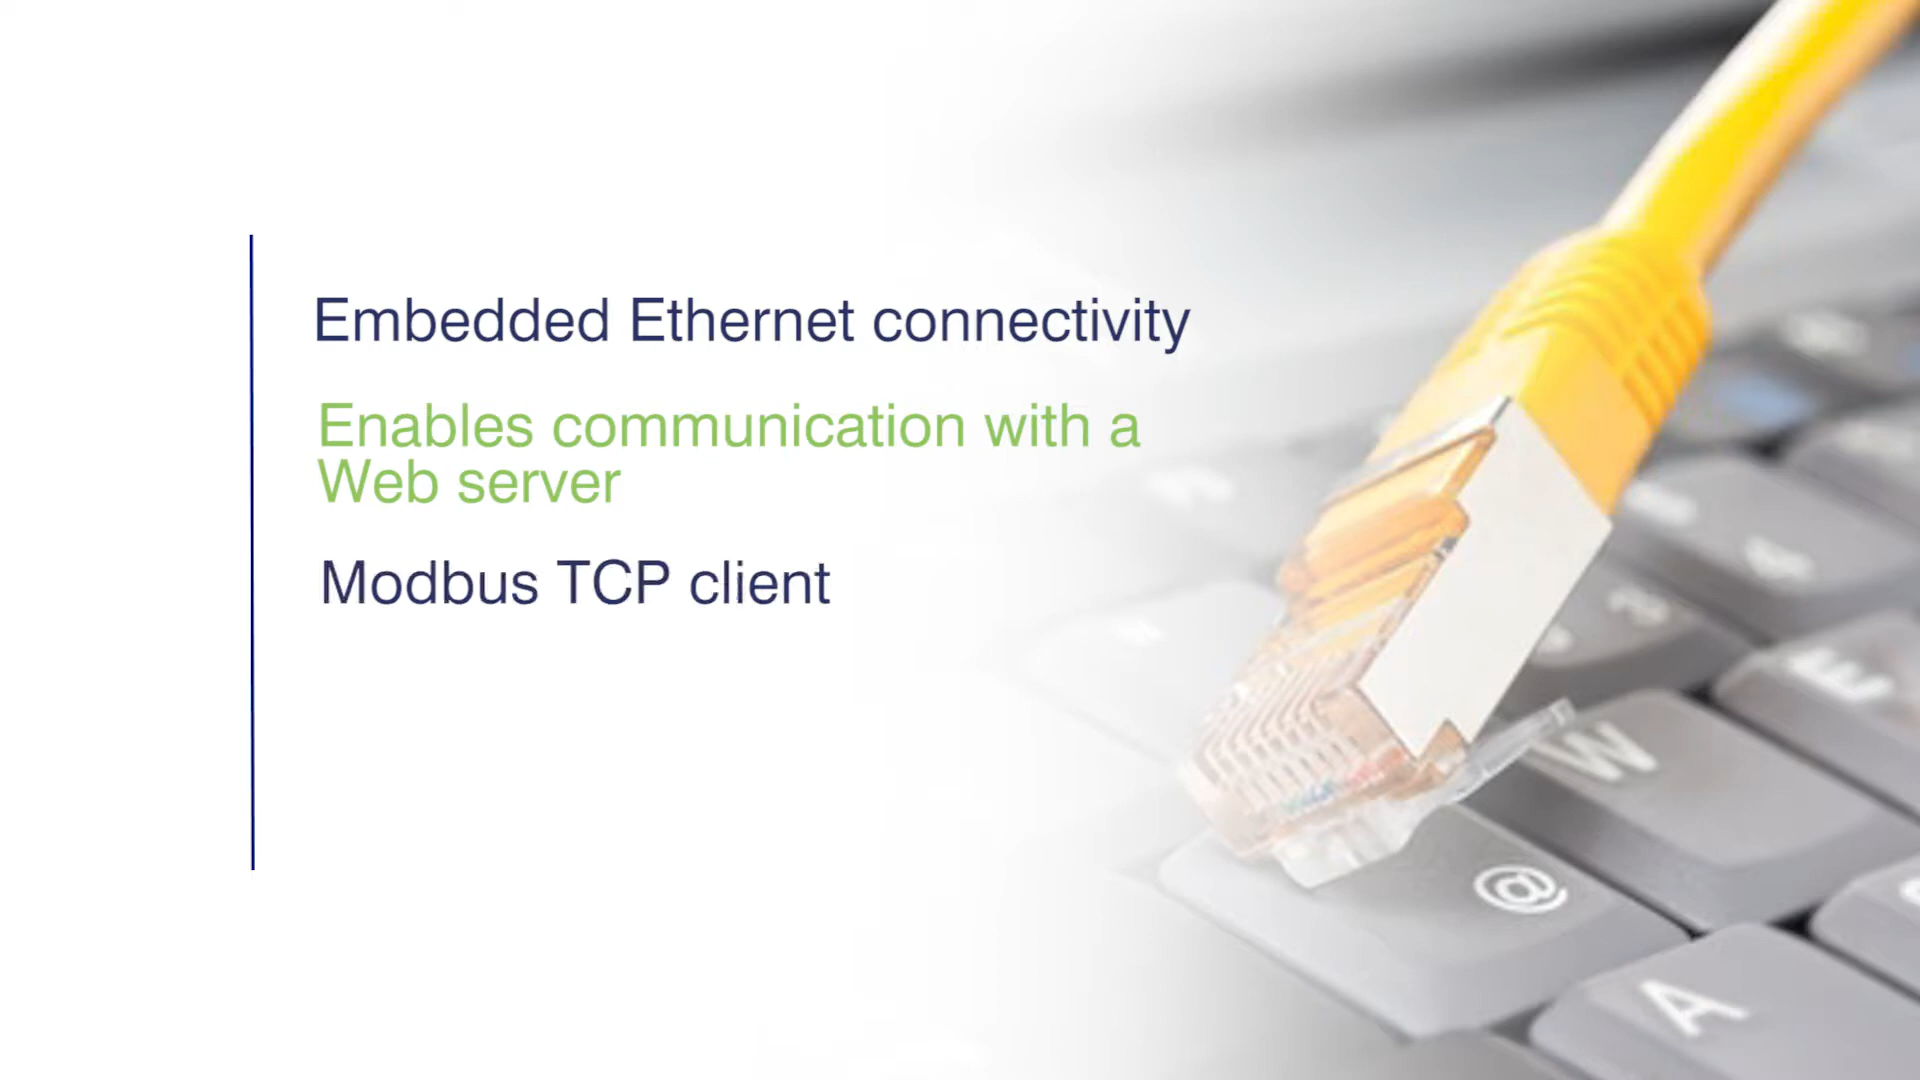 Embedded Ethernet connectivity
Enables communication with a
Web server
Modbus TCP client
W
@
A